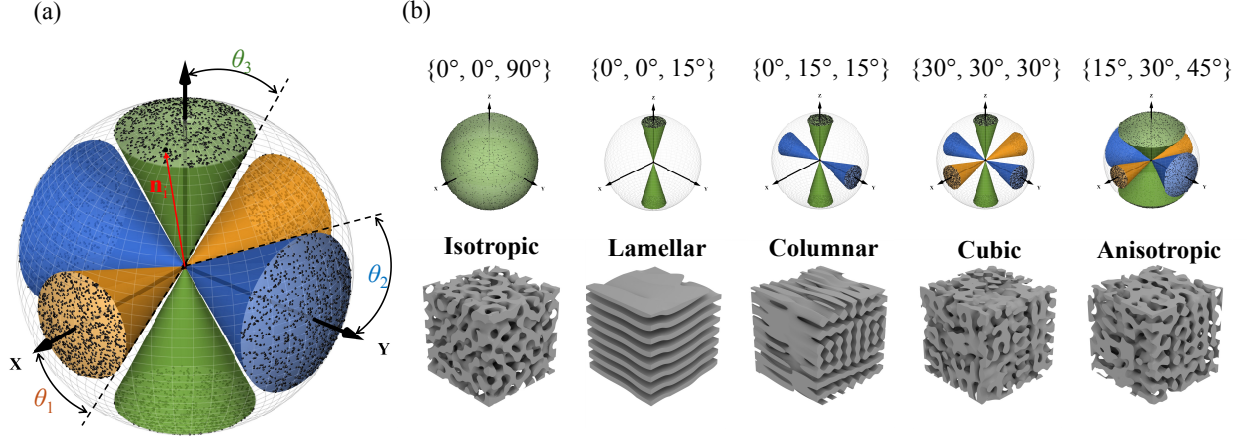 (a)
(b)
θ3
n
θ2
X
Y
θ1
{0°, 0°, 90°}
{0°, 0°, 15°}
{0°, 15°, 15°}
{30°, 30°, 30°}
{15°, 30°, 45°}
Z
Z
Z
Z
Z
X
Y
X
Y
X
Y
X
Y
X
Y
Isotropic
Lamellar
Columnar
Cubic
Anisotropic